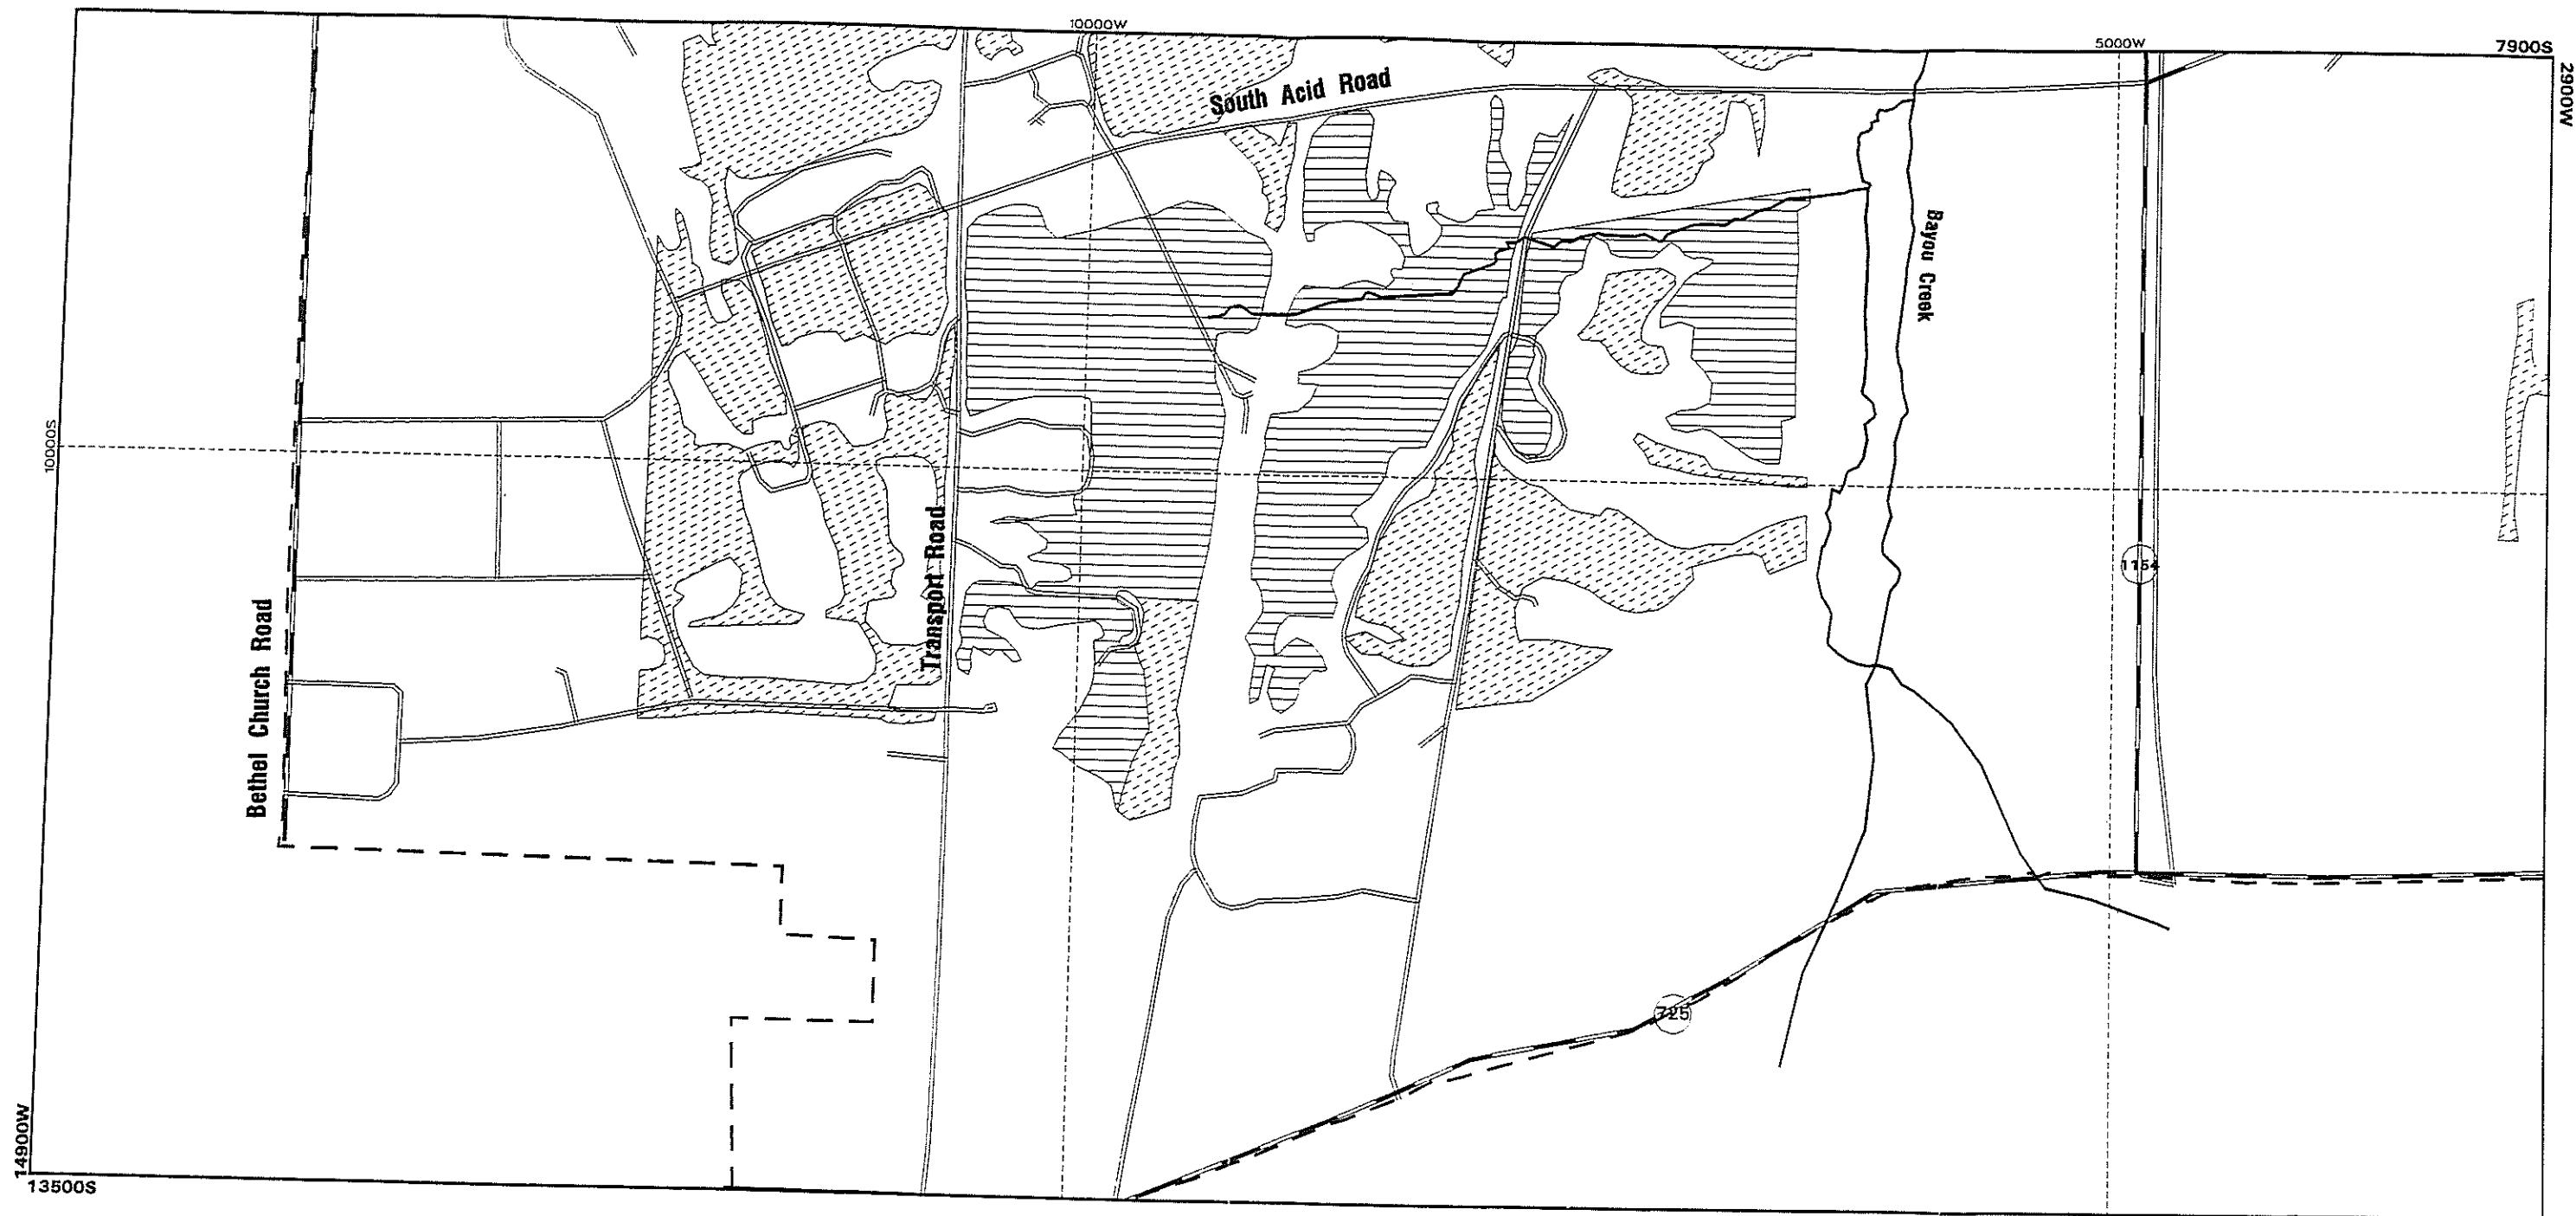 10000W
5000W
7900S
2900W
South Acid Road
Bayou Creek
10000S
Transport Road
1154
Bethel Church Road
725
14900W
13500S